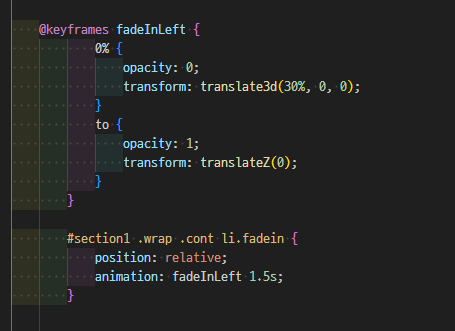 @keyframes fadeInLeft {
0% {
opacity: 0;
transform: translate3d(30%, 0, 0);
}
to {
opacity: 1;
transform: translateZ(0);
}
}
#section1 .wrap .cont li.fadein {
position: relative;
animation: fadeInLeft 1.5s;
}